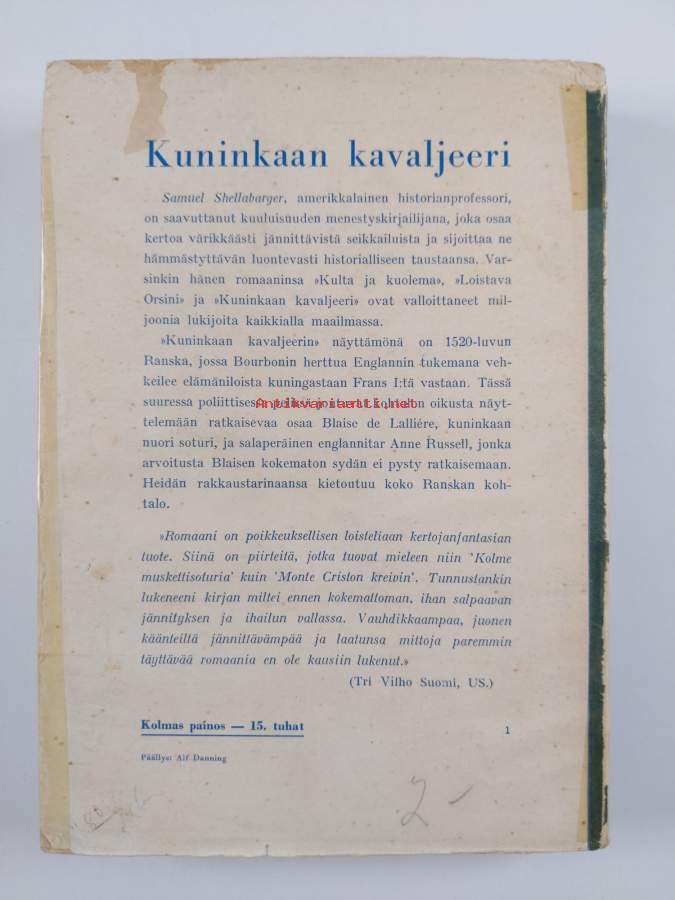 Kuninkaan kavaljeeri
Samuel Shellabarger, amerikkalainen historianprofessori,
on saavuttanut kuuluisuuden menestyskirjailijana, joka osaa
kertoa värikkäästi jännittävistä seikkailuista ja sijoittaa ne
hämmästyttävän luontevasti historialliseen taustaansa. Var-
sinkin hänen romaaninsa »Kulta ja kuolema», »Loistava
Orsini» ja »Kuninkaan kavaljeeri» ovat valloittaneet mil-
joonia lukijoita kaikkialla maailmassa.
»Kuninkaan kavaljeerin» näyttämönä on 1520-luvun
Ranska, jossa Bourbonin herttua Englannin tukemana veh-
keilee elämäniloista kuningastaan Frans I:tä vastaan. Tässä
suuressa poliittisessa on oikusta näyt-
Antikvariaatti.net
telemään ratkaisevaa osaa Blaise de Lalliére, kuninkaan
nuori soturi, ja salaperäinen englannitar Anne Russell, jonka
arvoitusta Blaisen kokematon sydän ei pysty ratkaisemaan.
Heidän rakkaustarinaansa kietoutuu koko Ranskan koh-
talo.
»Romaani on poikkeuksellisen loisteliaan kertojanfantasian
tuote. Siinä on piirteitä, jotka tuovat mieleen niin 'Kolme
muskettisoturia' kuin 'Monte Criston kreivin'. Tunnustankin
lukeneeni kirjan miltei ennen kokemattoman, ihan salpaavan
jännityksen ja ihailun vallassa. Vauhdikkaampaa, juonen
käänteiltä jännittävämpää ja laatunsa mittoja paremmin
täyttävää romaania en ole kausiin lukenut.»
(Tri Vilho Suomi, US.)
Kolmas painos — 15. tuhat
1
Päällys: Alf Danning
2-